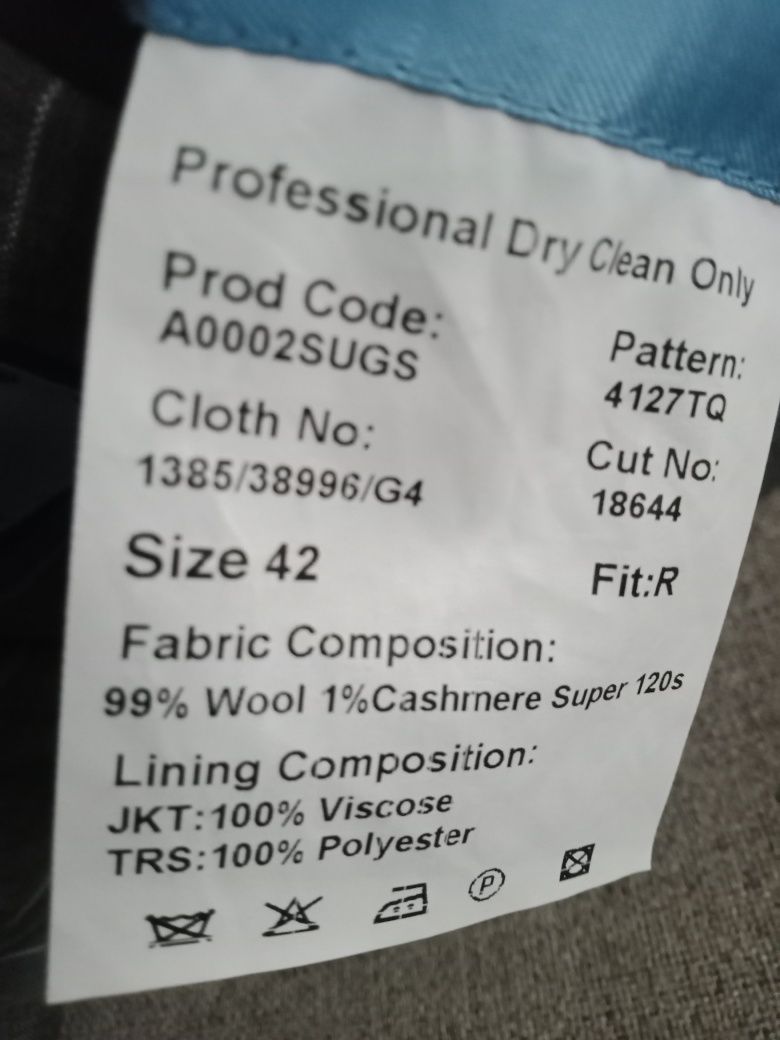 Professional Dry Clean Only
Prod Code:
A0002SUGS
Pattern:
4127TQ
Cloth No:
1385/38996/G4
Cut No:
18644
Size 42
Fit:R
Fabric Composition:
99% Wool 1%Cashmere Super 120s
Lining Composition:
JKT:100% Viscose
TRS:100% Polyester
P